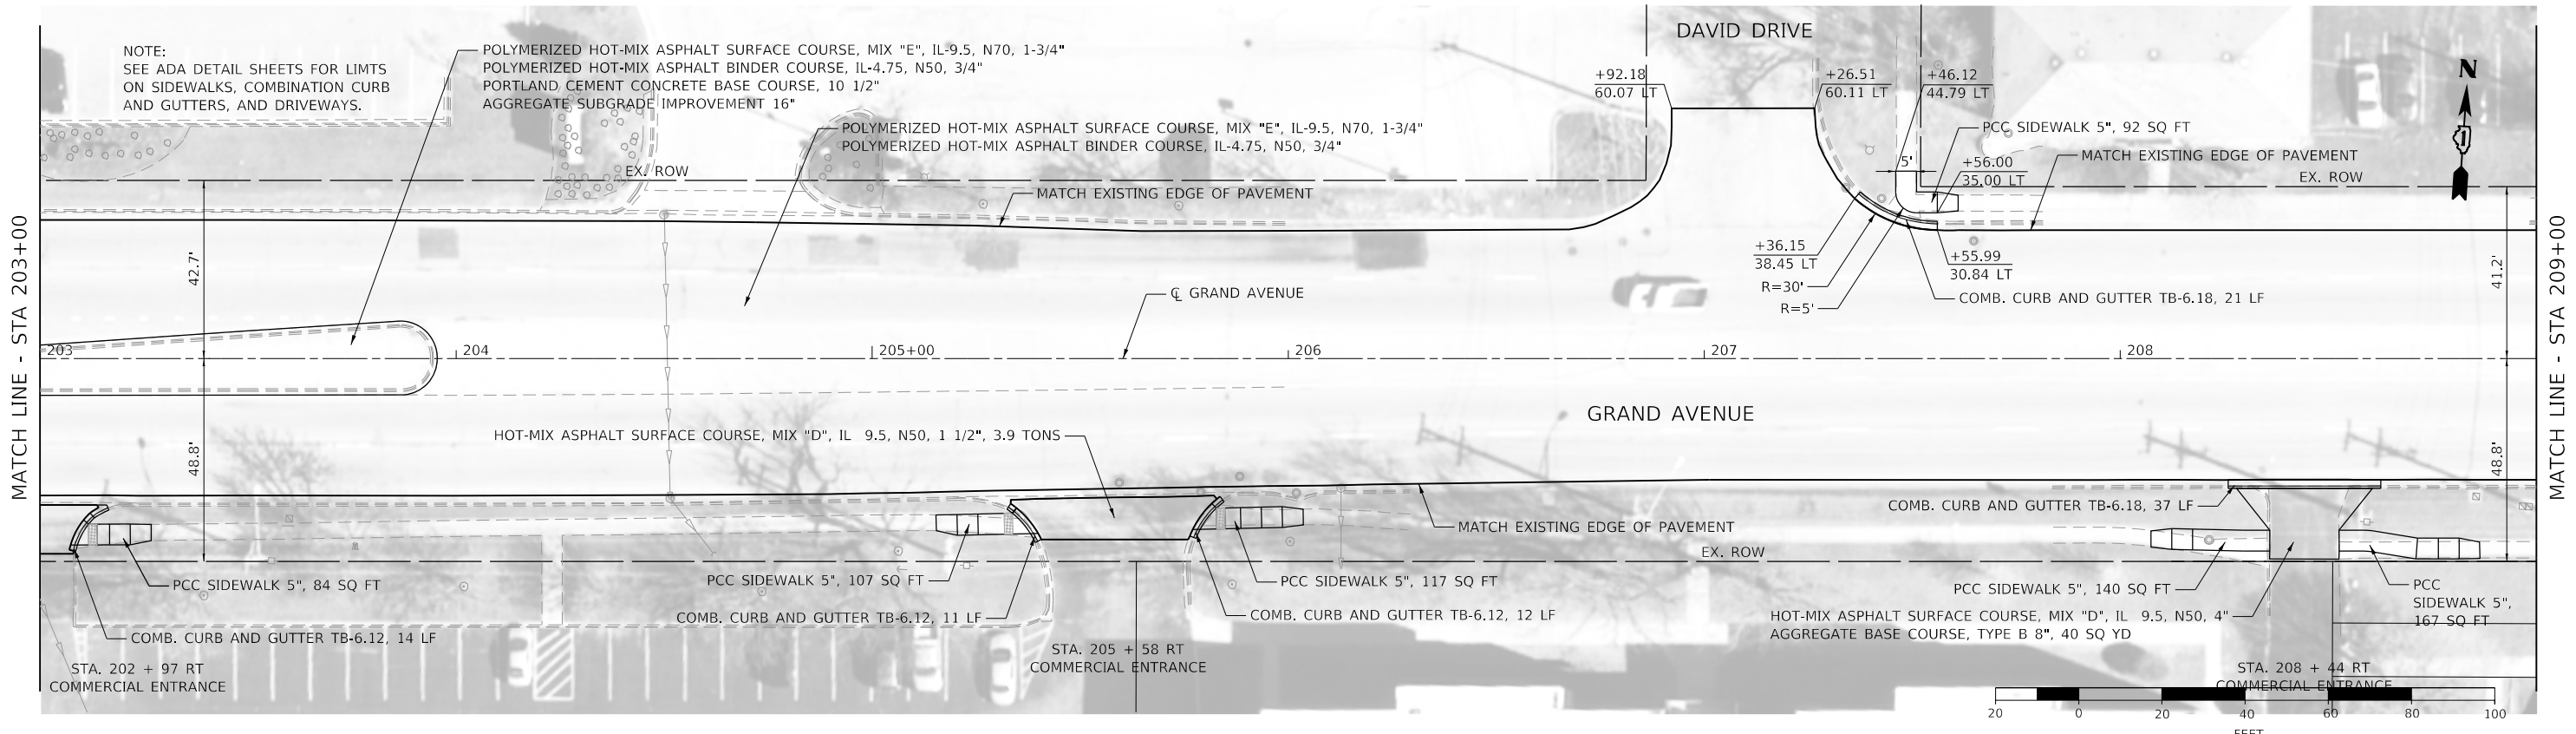 DAVID DRIVE
NOTE:
SEE ADA DETAIL SHEETS FOR LIMTS
ON SIDEWALKS, COMBINATION CURB
AND GUTTERS, AND DRIVEWAYS.
POLYMERIZED HOT-MIX ASPHALT SURFACE COURSE, MIX "E", IL-9.5, N70, 1-3/4"
POLYMERIZED HOT-MIX ASPHALT BINDER COURSE, IL-4.75, N50, 3/4"
PORTLAND CEMENT CONCRETE BASE COURSE, 10 1/2"
AGGREGATE SUBGRADE IMPROVEMENT 16"
POLYMERIZED HOT-MIX ASPHALT SURFACE COURSE, MIX "E", IL-9.5, N70, 1-3/4"
POLYMERIZED HOT-MIX ASPHALT BINDER COURSE, IL-4.75, N50, 3/4"
+92.18
60.07 LT
+26.51
60.11 LT
+46.12
44.79 LT
N
PCC SIDEWALK 5", 92 SQ FT
5'
+56.00
35.00 LT
MATCH EXISTING EDGE OF PAVEMENT
EX. ROW
EX. ROW
MATCH EXISTING EDGE OF PAVEMENT
+36.15
38.45 LT
+55.99
30.84 LT
R=30'
R=5'
COMB. CURB AND GUTTER TB-6.18, 21 LF
42.7'
41.2'
℄ GRAND AVENUE
MATCH LINE - STA 203+00
MATCH LINE - STA 209+00
203
204
205+00
206
207
208
GRAND AVENUE
48.8'
48.8'
HOT-MIX ASPHALT SURFACE COURSE, MIX "D", IL 9.5, N50, 1 1/2", 3.9 TONS
COMB. CURB AND GUTTER TB-6.18, 37 LF
MATCH EXISTING EDGE OF PAVEMENT
EX. ROW
PCC SIDEWALK 5", 84 SQ FT
PCC SIDEWALK 5", 107 SQ FT
PCC SIDEWALK 5", 117 SQ FT
PCC SIDEWALK 5", 140 SQ FT
PCC
SIDEWALK 5",
167 SQ FT
COMB. CURB AND GUTTER TB-6.12, 14 LF
COMB. CURB AND GUTTER TB-6.12, 11 LF
COMB. CURB AND GUTTER TB-6.12, 12 LF
HOT-MIX ASPHALT SURFACE COURSE, MIX "D", IL 9.5, N50, 4"
AGGREGATE BASE COURSE, TYPE B 8", 40 SQ YD
STA. 202 + 97 RT
COMMERCIAL ENTRANCE
STA. 205 + 58 RT
COMMERCIAL ENTRANCE
STA. 208 + 44 RT
COMMERCIAL ENTRANCE
20 0 20 40 60 80 100
FEET